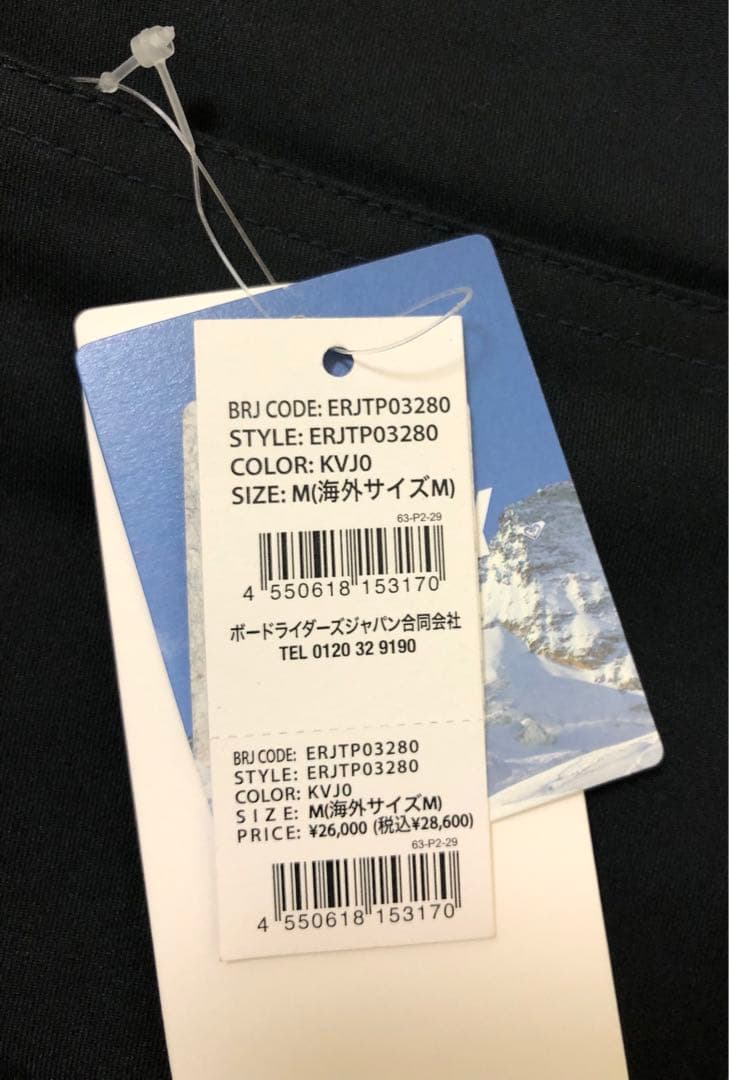 BRJ CODE: ERJTP03280
STYLE: ERJTP03280
COLOR: KVJ0
SIZE: M(海外サイズM)
63-P2-29
4 550618 153170
ボードライダーズジャパン合同会社
TEL 0120 32 9190
BRJ CODE: ERJTP03280
STYLE: ERJTP03280
COLOR: KVJ0
SIZE: M(海外サイズM)
PRICE: ¥26,000 (税込¥28,600)
63-P2-29
4 550618 153170